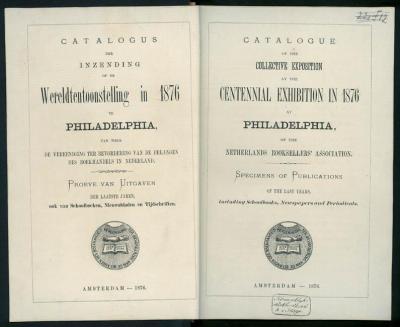 CATALOGUS
DER
INZENDING
OP DE
Wereldtentoonstelling in 1876
TE
PHILADELPHIA,
VAN WEGE
DE VEREENIGING TER BEVORDERING VAN DE BELANGEN
DES BOEKHANDELS IN NEDERLAND.
PROEVE VAN UITGAVEN
DER LAATSTE JAREN,
ook van Schoolboeken, Nieuwsbladen en Tijdschriften.
AMSTERDAM — 1876.
CATALOGUE
OF THE
COLLECTIVE EXPOSITION
AT THE
CENTENNIAL EXHIBITION IN 1876
AT
PHILADELPHIA,
OF THE
NETHERLANDS BOOKSELLERS' ASSOCIATION.
SPECIMENS OF PUBLICATIONS
OF THE LAST YEARS,
including Schoolbooks, Newspapers and Periodicals.
AMSTERDAM — 1876.